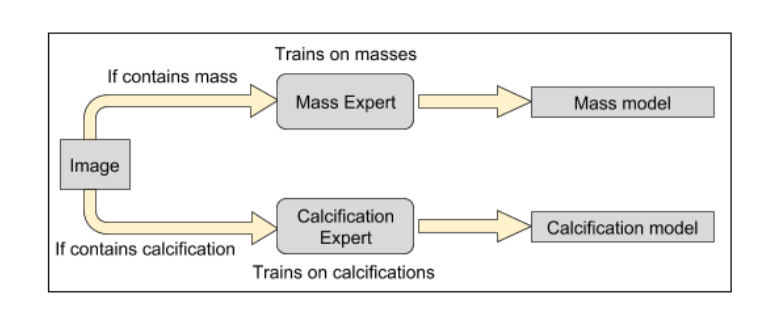 Trains on masses
If contains mass
Mass Expert
Mass model
Image
Calcification
Expert
Calcification model
If contains calcification
Trains on calcifications